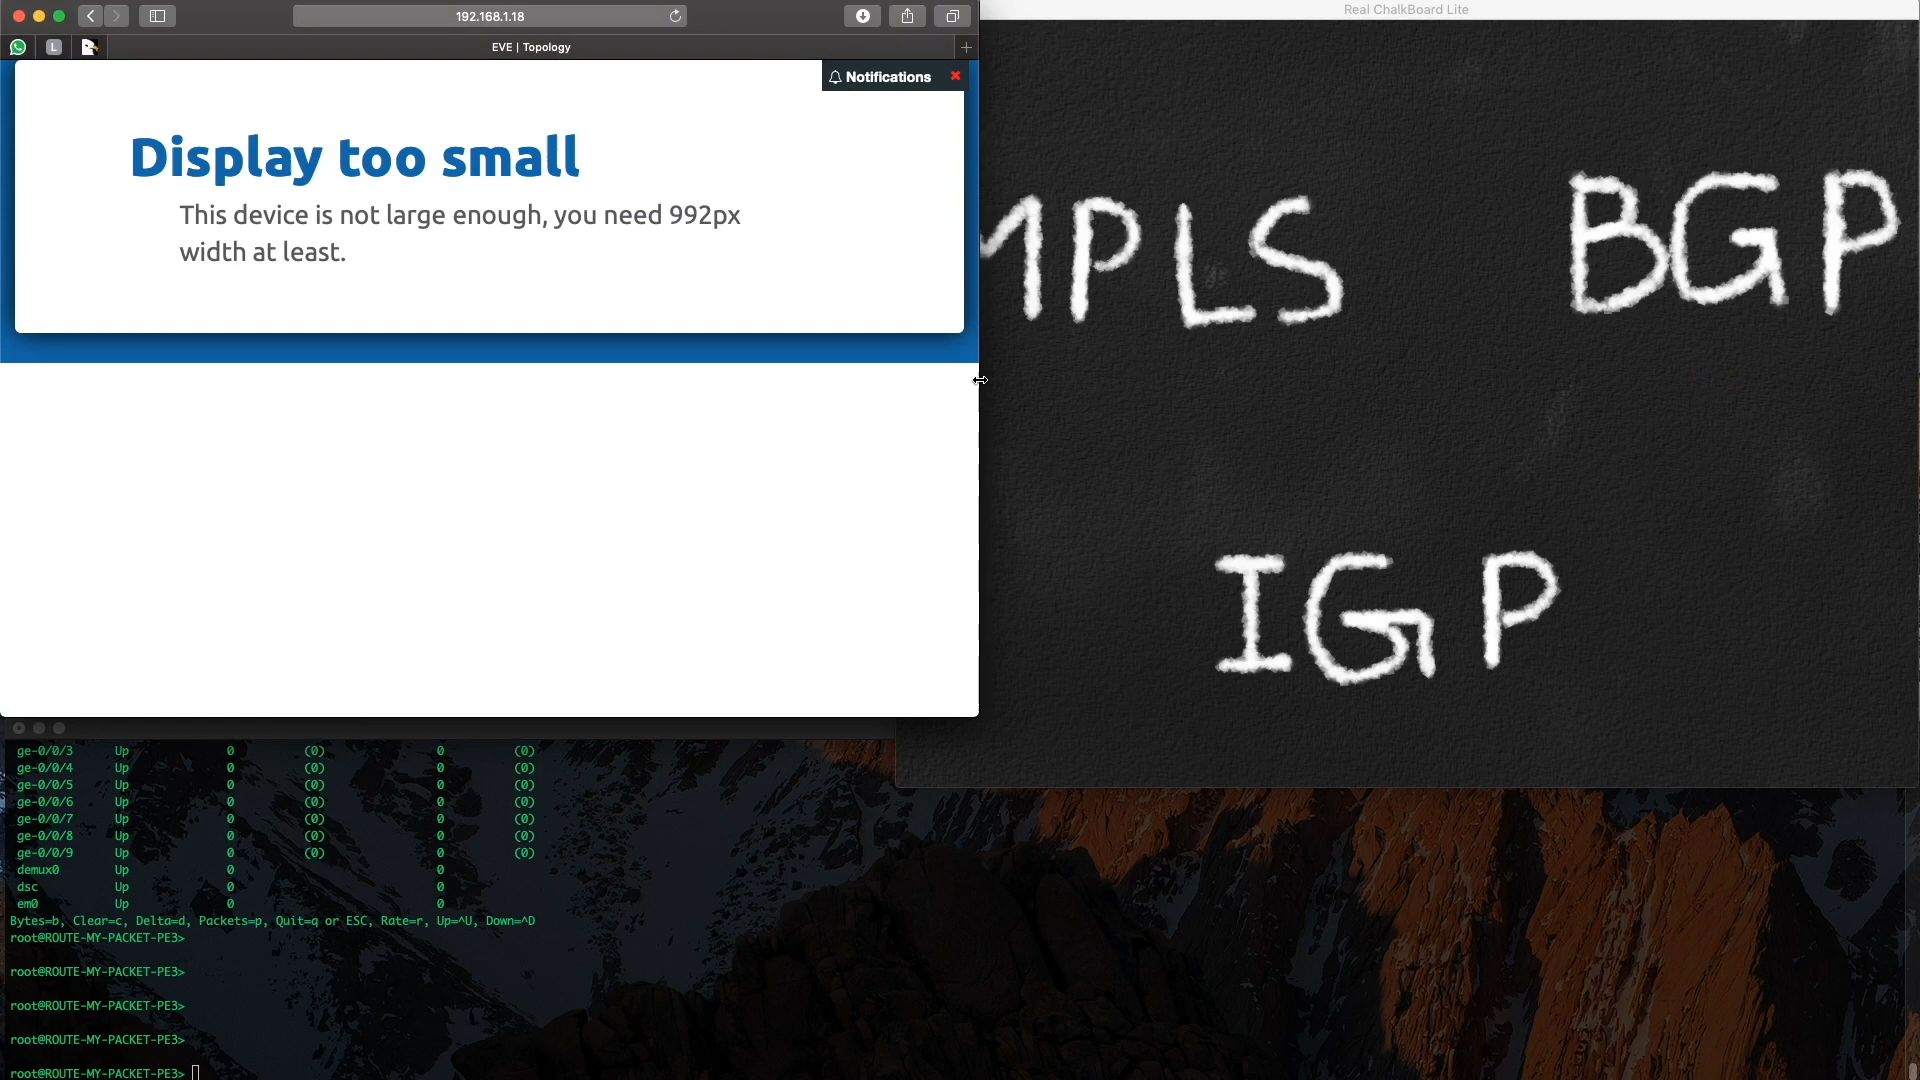 192.168.1.18
L
EVE | Topology
Notifications
Display too small
This device is not large enough, you need 992px
width at least.
Real ChalkBoard Lite
MPLS
BGP
IGP
ge-0/0/3 Up 0 (0) 0 (0)
ge-0/0/4 Up 0 (0) 0 (0)
ge-0/0/5 Up 0 (0) 0 (0)
ge-0/0/6 Up 0 (0) 0 (0)
ge-0/0/7 Up 0 (0) 0 (0)
ge-0/0/8 Up 0 (0) 0 (0)
ge-0/0/9 Up 0 (0) 0 (0)
demux0 Up 0 0
dsc Up 0 0
em0 Up 0 0
Bytes=b, Clear=c, Delta=d, Packets=p, Quit=q or ESC, Rate=r, Up=^U, Down=^D
root@ROUTE-MY-PACKET-PE3>
root@ROUTE-MY-PACKET-PE3>
root@ROUTE-MY-PACKET-PE3>
root@ROUTE-MY-PACKET-PE3>
root@ROUTE-MY-PACKET-PE3>